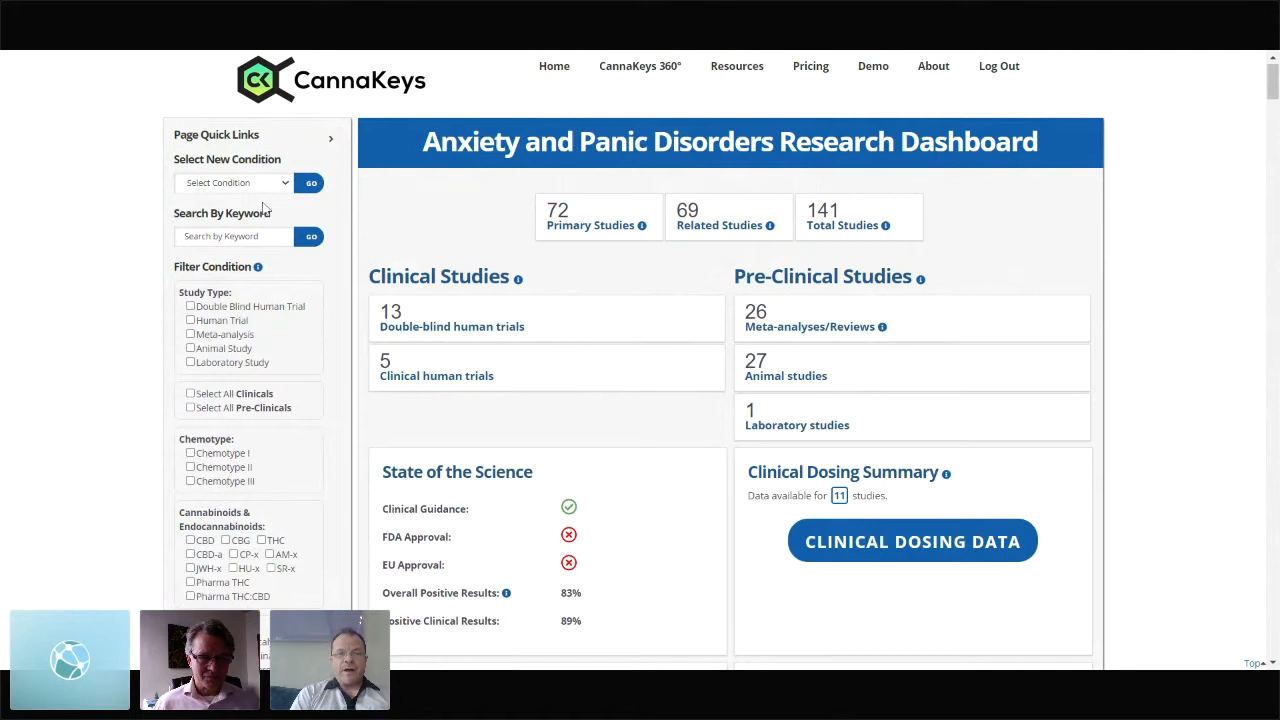 CK CannaKeys
Home CannaKeys 360° Resources Pricing Demo About Log Out
Page Quick Links
Select New Condition
Select Condition GO
Search By Keyword
Search by Keyword GO
Filter Condition
Study Type:
Double Blind Human Trial
Human Trial
Meta-analysis
Animal Study
Laboratory Study
Select All Clinicals
Select All Pre-Clinicals
Chemotype:
Chemotype I
Chemotype II
Chemotype III
Cannabinoids &
Endocannabinoids:
CBD CBG THC
CBD-a CP-x AM-x
JWH-x HU-x SR-x
Pharma THC
Pharma THC:CBD
Anxiety and Panic Disorders Research Dashboard
72
Primary Studies
69
Related Studies
141
Total Studies
Clinical Studies
13
Double-blind human trials
5
Clinical human trials
Pre-Clinical Studies
26
Meta-analyses/Reviews
27
Animal studies
1
Laboratory studies
State of the Science
Clinical Guidance:
FDA Approval:
EU Approval:
Overall Positive Results: 83%
ositive Clinical Results: 89%
Clinical Dosing Summary
Data available for 11 studies.
CLINICAL DOSING DATA
Top